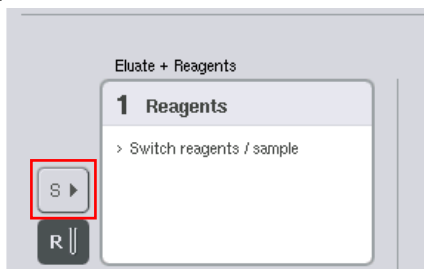 Eluate + Reagents
1 Reagents
> Switch reagents / sample
S
R